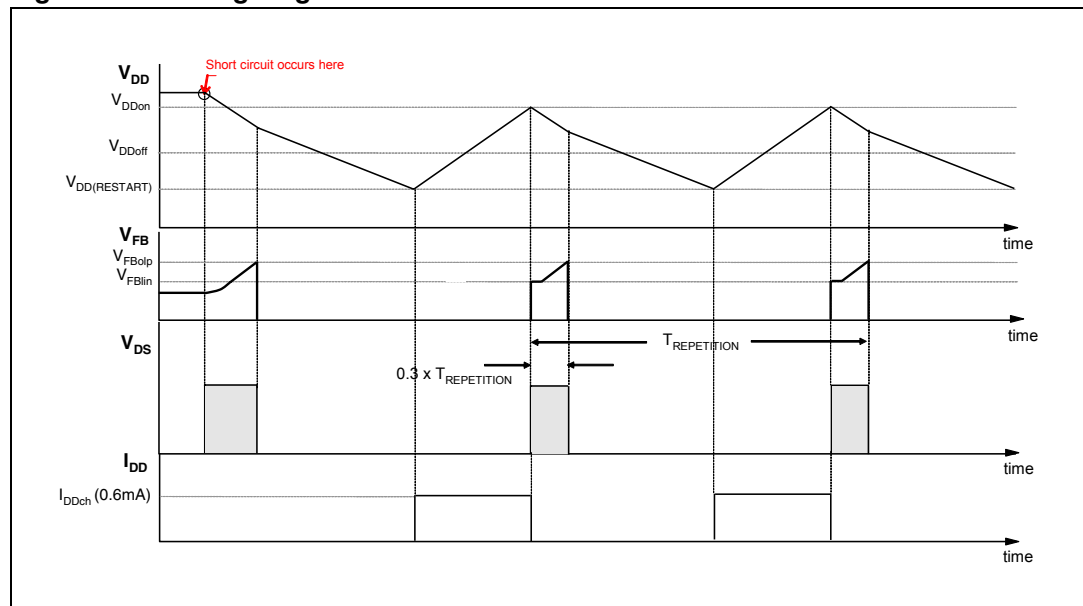 Short circuit occurs here
VDD
VDDon
VDDoff
VDD(RESTART)
time
VFB
VFBolp
VFBlin
time
VDS
TREPETITION
0.3 x TREPETITION
time
IDD
IDDch (0.6mA)
time